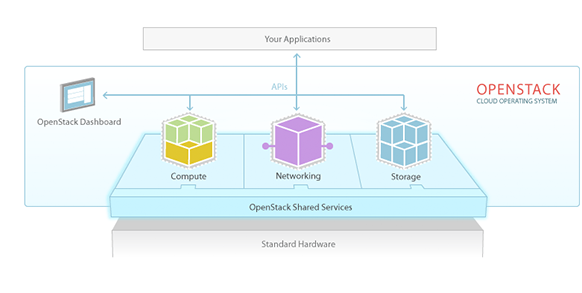 Your Applications
APIs
OPENSTACK
CLOUD OPERATING SYSTEM
OpenStack Dashboard
Compute
Networking
Storage
OpenStack Shared Services
Standard Hardware